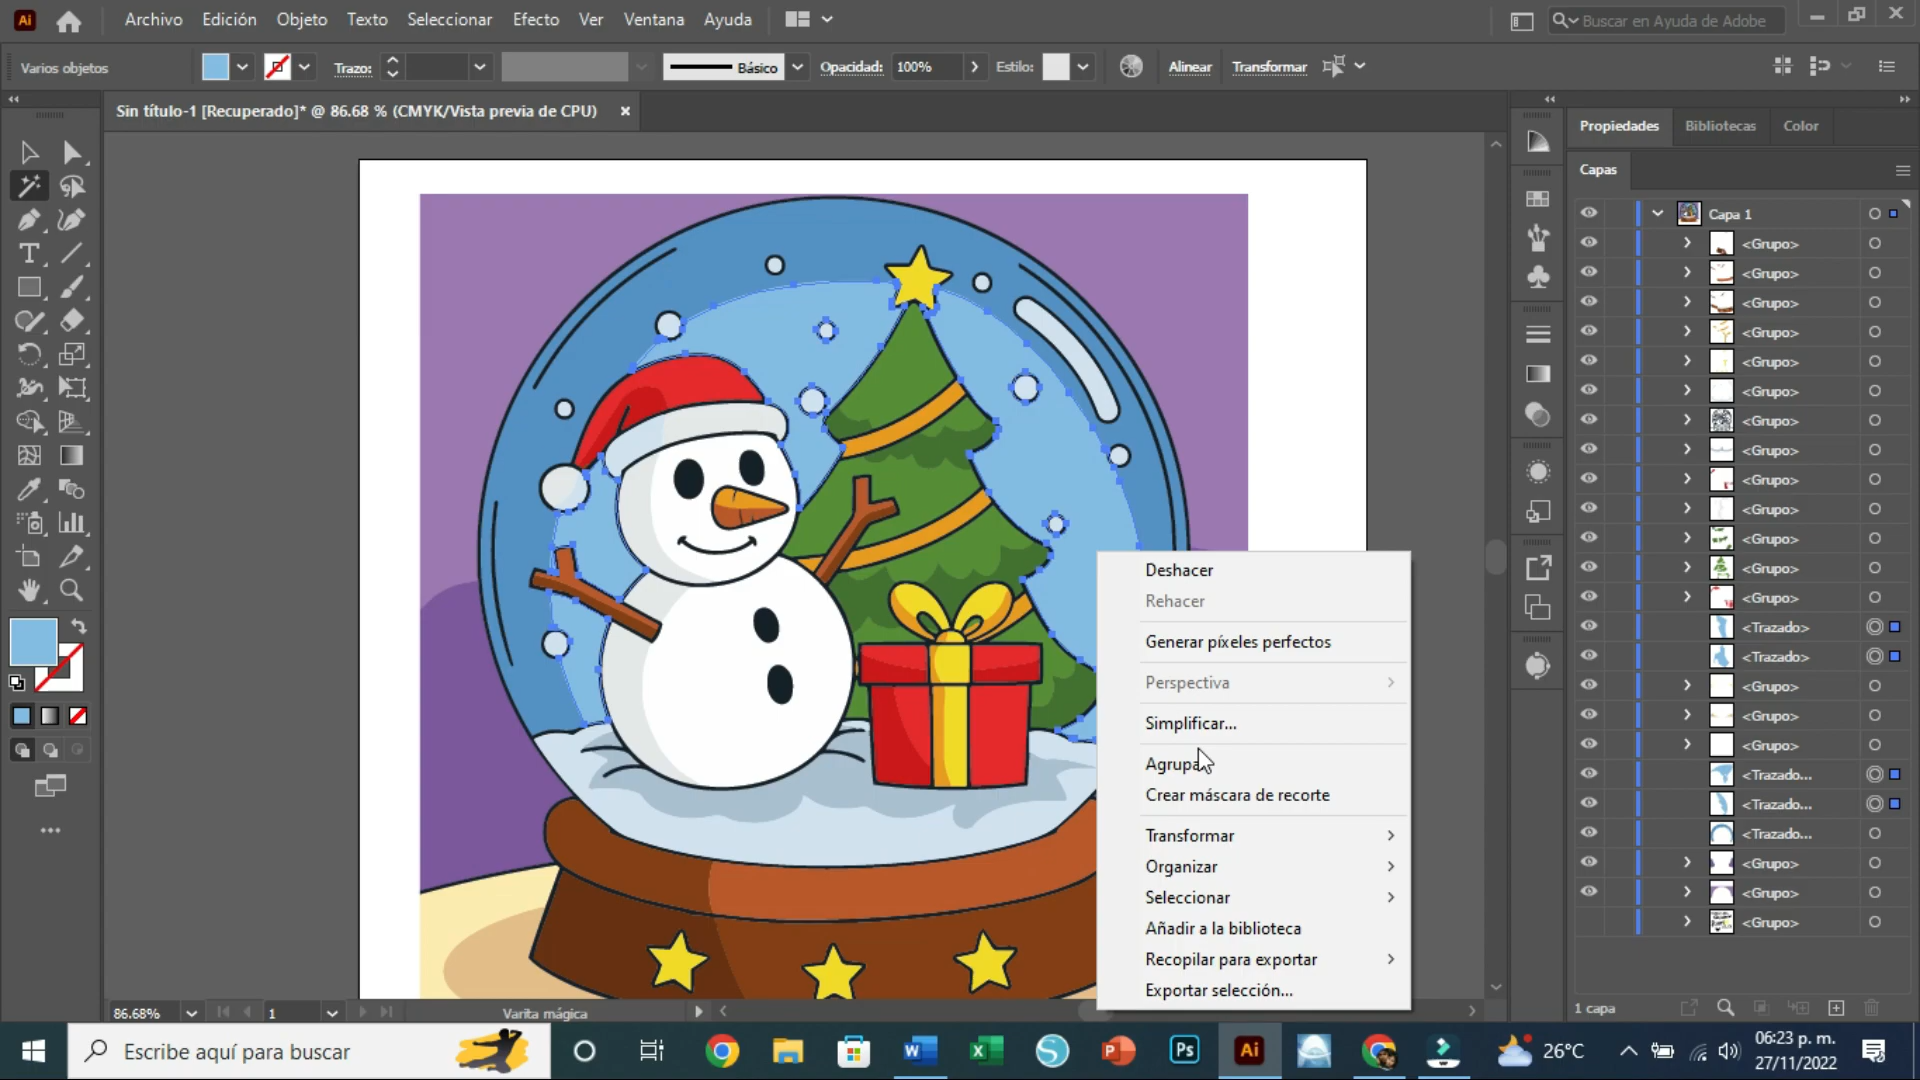 Ai
Archivo Edición Objeto Texto Seleccionar Efecto Ver Ventana Ayuda
Buscar en Ayuda de Adobe
Varios objetos
Trazo:
Básico
Opacidad: 100%
Estilo:
Alinear
Transformar
Sin título-1 [Recuperado]* @ 86.68 % (CMYK/Vista previa de CPU)
Propiedades Bibliotecas Color
Capas
Capa 1
<Grupo>
<Grupo>
<Grupo>
<Grupo>
<Grupo>
<Grupo>
<Grupo>
<Grupo>
<Grupo>
<Grupo>
<Grupo>
<Grupo>
<Grupo>
<Trazado>
<Trazado>
<Grupo>
<Grupo>
<Grupo>
<Trazado...
<Trazado...
<Trazado...
<Grupo>
<Grupo>
<Grupo>
1 capa
Deshacer
Rehacer
Generar píxeles perfectos
Perspectiva
Simplificar...
Agrupar
Crear máscara de recorte
Transformar
Organizar
Seleccionar
Añadir a la biblioteca
Recopilar para exportar
Exportar selección...
86.68%
1
Varita mágica
Escribe aquí para buscar
Ps
Ai
26°C
06:23 p. m.
27/11/2022